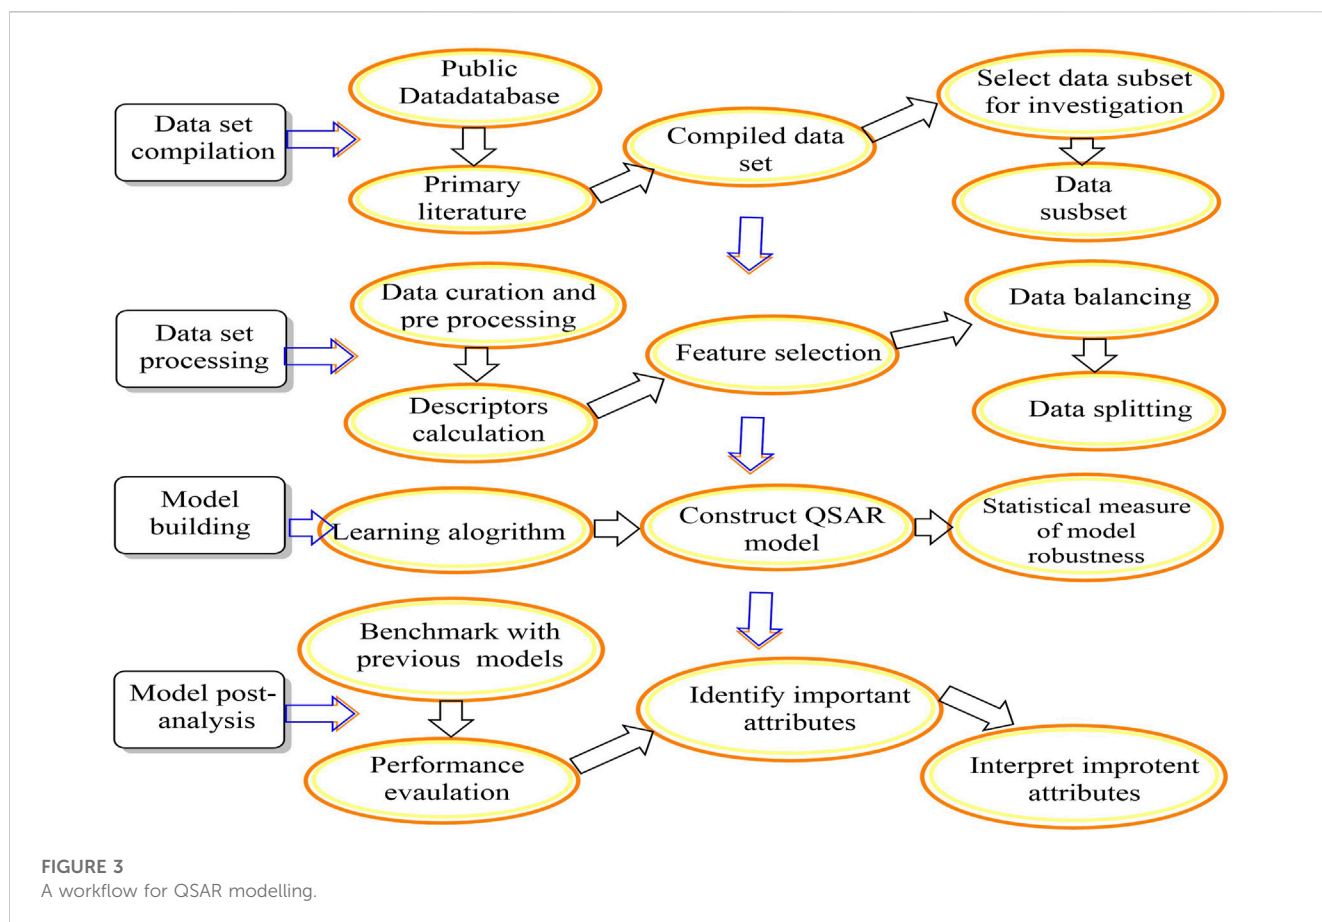 Data set
compilation
Public
Datadatabase
Primary
literature
Compiled data
set
Select data subset
for investigation
Data
susbset
Data set
processing
Data curation and
pre processing
Descriptors
calculation
Feature selection
Data balancing
Data splitting
Model
building
Learning alogrithm
Construct QSAR
model
Statistical measure
of model
robustness
Model post-
analysis
Benchmark with
previous models
Performance
evaulation
Identify important
attributes
Interpret improtent
attributes
FIGURE 3
A workflow for QSAR modelling.